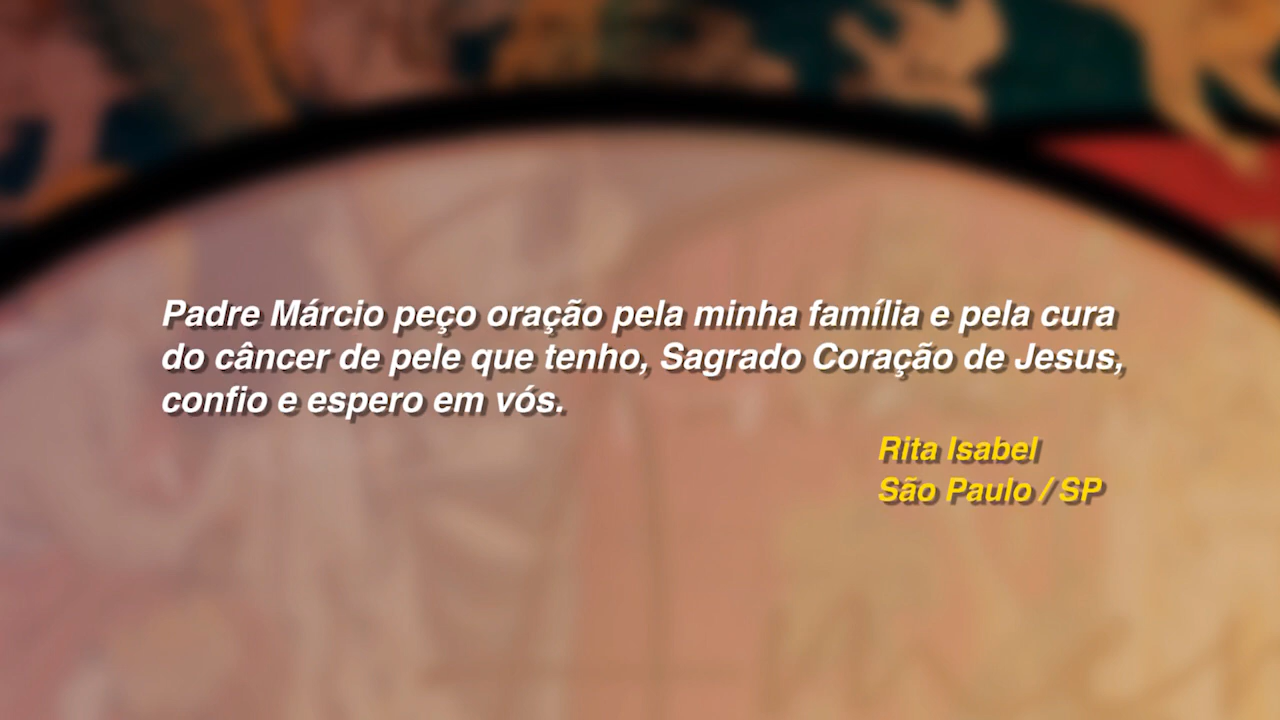 Padre Márcio peço oração pela minha família e pela cura
do câncer de pele que tenho, Sagrado Coração de Jesus,
confio e espero em vós.
Rita Isabel
São Paulo / SP